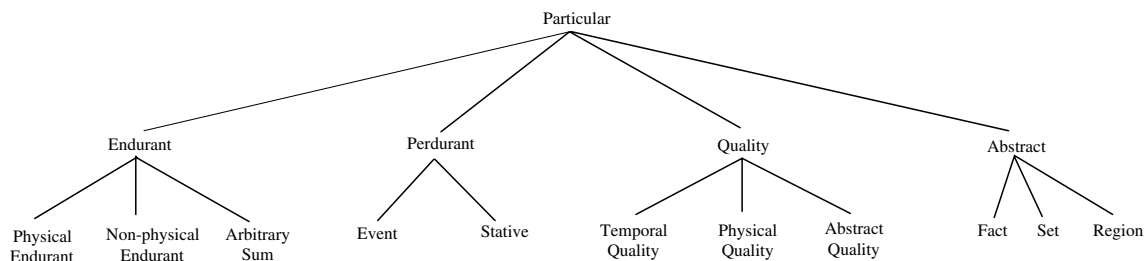 Particular
Endurant
Perdurant
Quality
Abstract
Physical
Endurant
Non-physical
Endurant
Arbitrary
Sum
Event
Stative
Temporal
Quality
Physical
Quality
Abstract
Quality
Fact
Set
Region